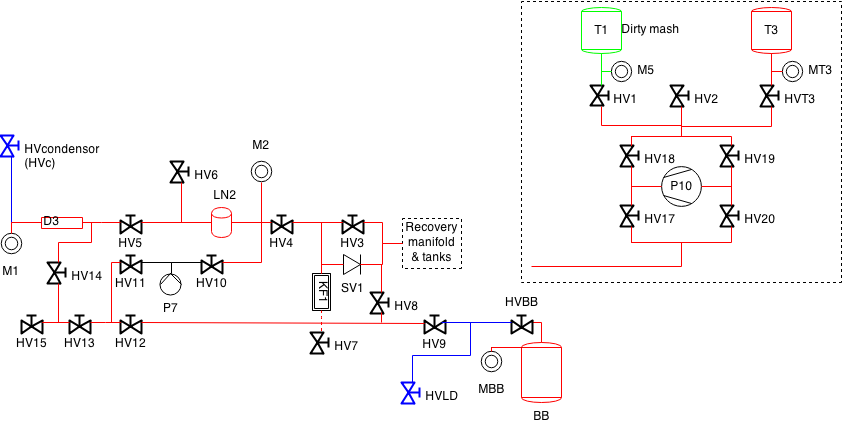 T1
Dirty mash
T3
M5
MT3
HV1
HV2
HVT3
HVcondensor
(HVc)
M2
HV18
HV19
HV6
P10
LN2
D3
HV17
HV20
Recovery
manifold
& tanks
HV5
HV4
HV3
M1
HV14
HV11
HV10
KF1
SV1
P7
HV8
HVBB
HV15
HV13
HV12
HV7
HV9
MBB
HVLD
BB